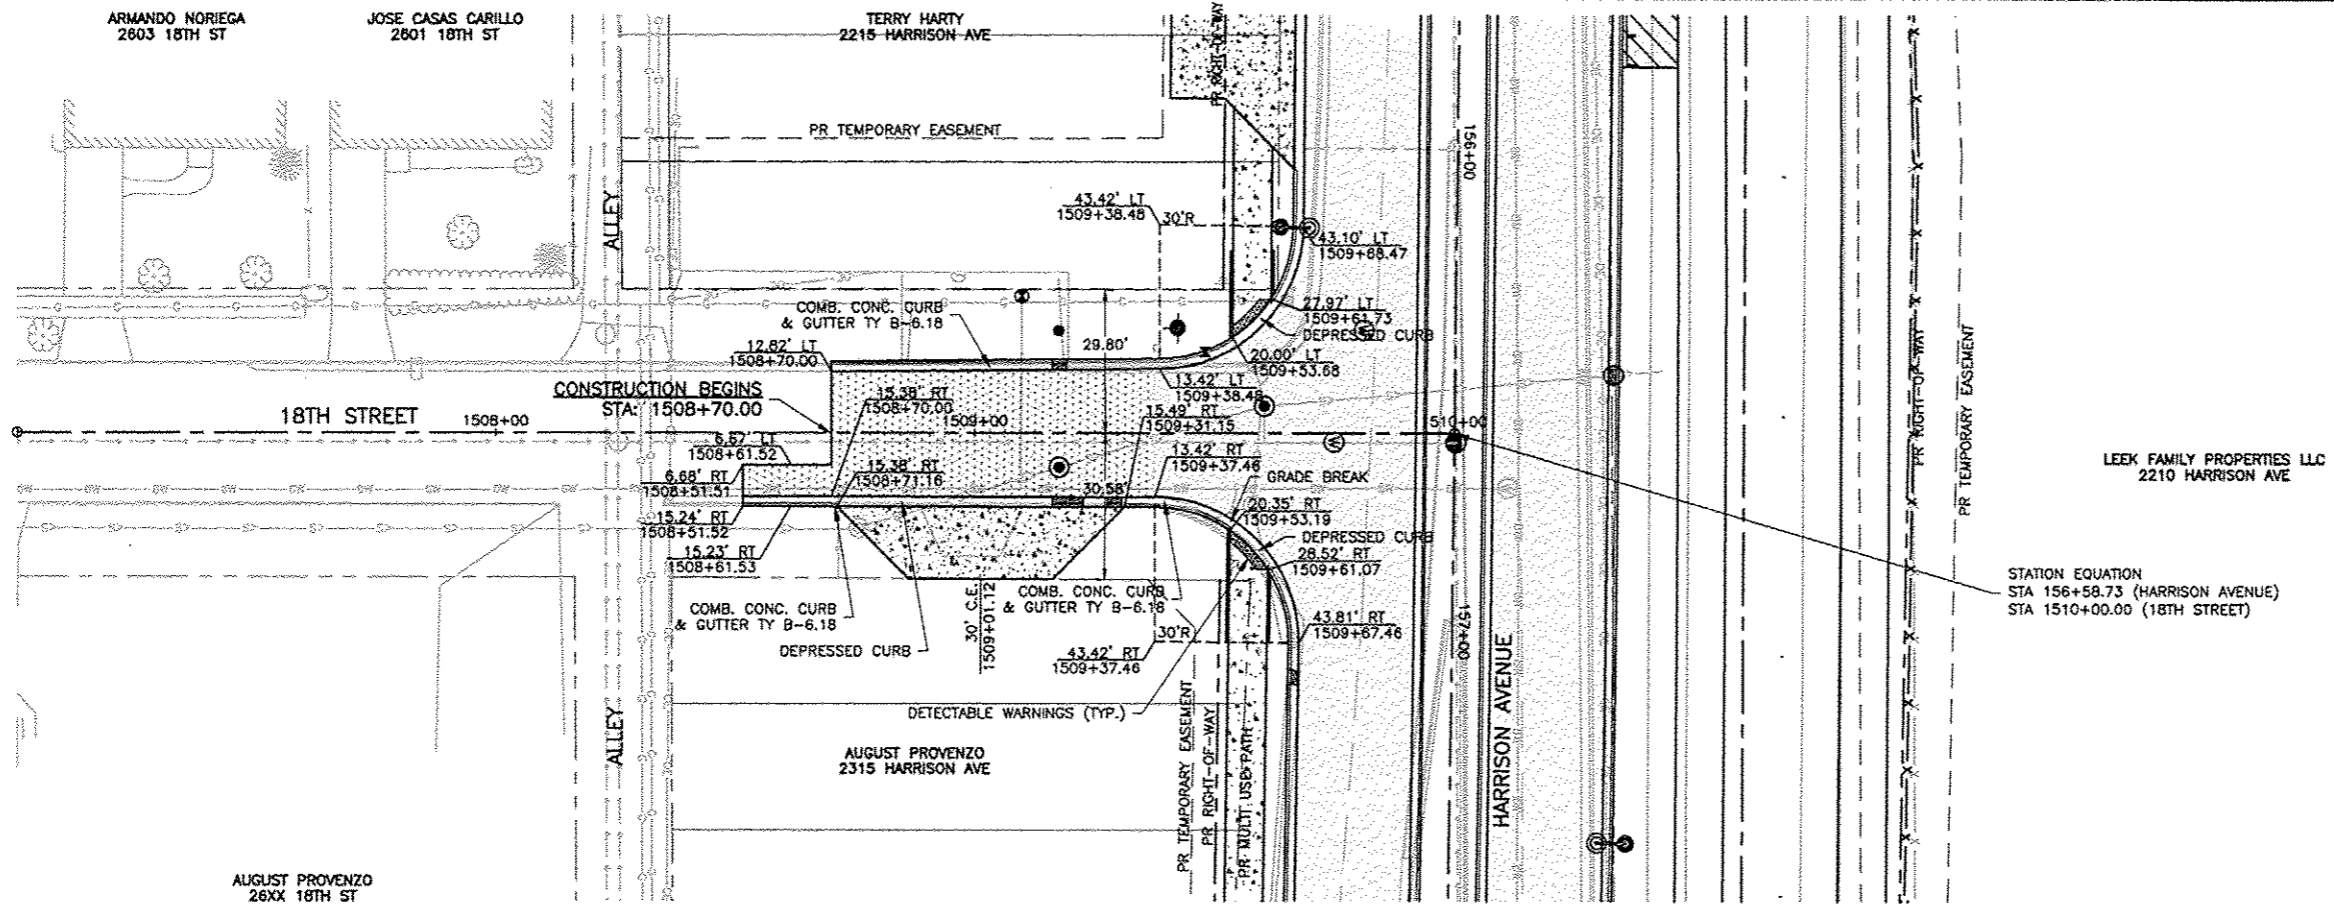 ARMANDO NORIEGA
2603 18TH ST
JOSE CASAS CARILLO
2601 18TH ST
TERRY HARTY
2215 HARRISON AVE
PR RIGHT-OF-WAY
PR TEMPORARY EASEMENT
156+00
ALLEY
43.42' LT
1509+38.48
30'R
43.10' LT
1509+68.47
COMB. CONC. CURB
& GUTTER TY B-6.18
27.97' LT
1509+61.73
DEPRESSED CURB
12.82' LT
1508+70.00
29.80'
20.00' LT
1509+53.68
CONSTRUCTION BEGINS
STA: 1508+70.00
13.42' LT
1509+38.48
15.38' RT
1508+70.00
15.49' RT
1509+31.15
18TH STREET
1508+00
1509+00
1510+00
6.67' LT
1508+61.52
13.42' RT
1509+37.46
6.68' RT
1508+51.51
15.38' RT
1508+71.16
GRADE BREAK
30.58'
20.35' RT
1509+53.19
15.24' RT
1508+51.52
DEPRESSED CURB
15.23' RT
1508+61.53
28.52' RT
1509+61.07
COMB. CONC. CURB
& GUTTER TY B-6.18
30' C.E.
1509+01.12
COMB. CONC. CURB
& GUTTER TY B-6.18
DEPRESSED CURB
30'R
43.81' RT
1509+67.46
43.42' RT
1509+37.46
157+00
HARRISON AVENUE
DETECTABLE WARNINGS (TYP.)
ALLEY
PR TEMPORARY EASEMENT
PR RIGHT-OF-WAY
PR MULTI USE PATH
AUGUST PROVENZO
2315 HARRISON AVE
AUGUST PROVENZO
26XX 18TH ST
PR RIGHT-OF-WAY
PR TEMPORARY EASEMENT
LEEK FAMILY PROPERTIES LLC
2210 HARRISON AVE
STATION EQUATION
STA 156+58.73 (HARRISON AVENUE)
STA 1510+00.00 (18TH STREET)